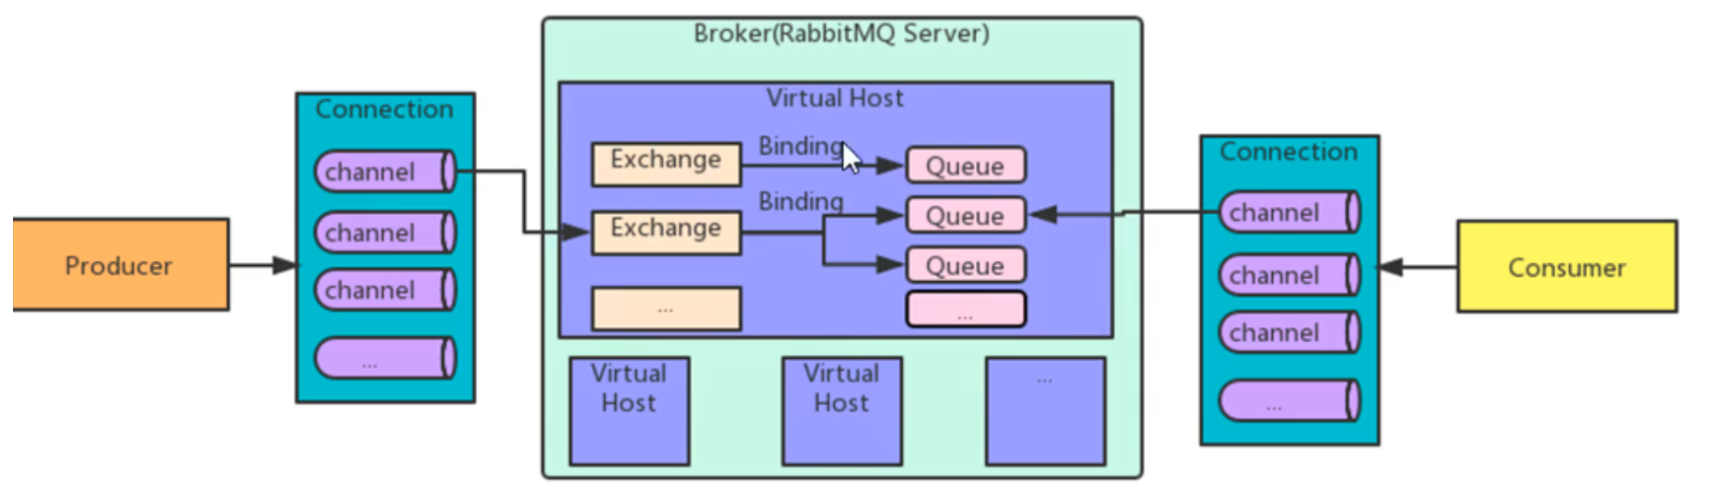 Broker(RabbitMQ Server)
Virtual Host
Connection
channel
channel
channel
...
Producer
Exchange
Binding
Queue
Exchange
Binding
Queue
Queue
...
...
Virtual
Host
Virtual
Host
...
Connection
channel
channel
channel
...
Consumer